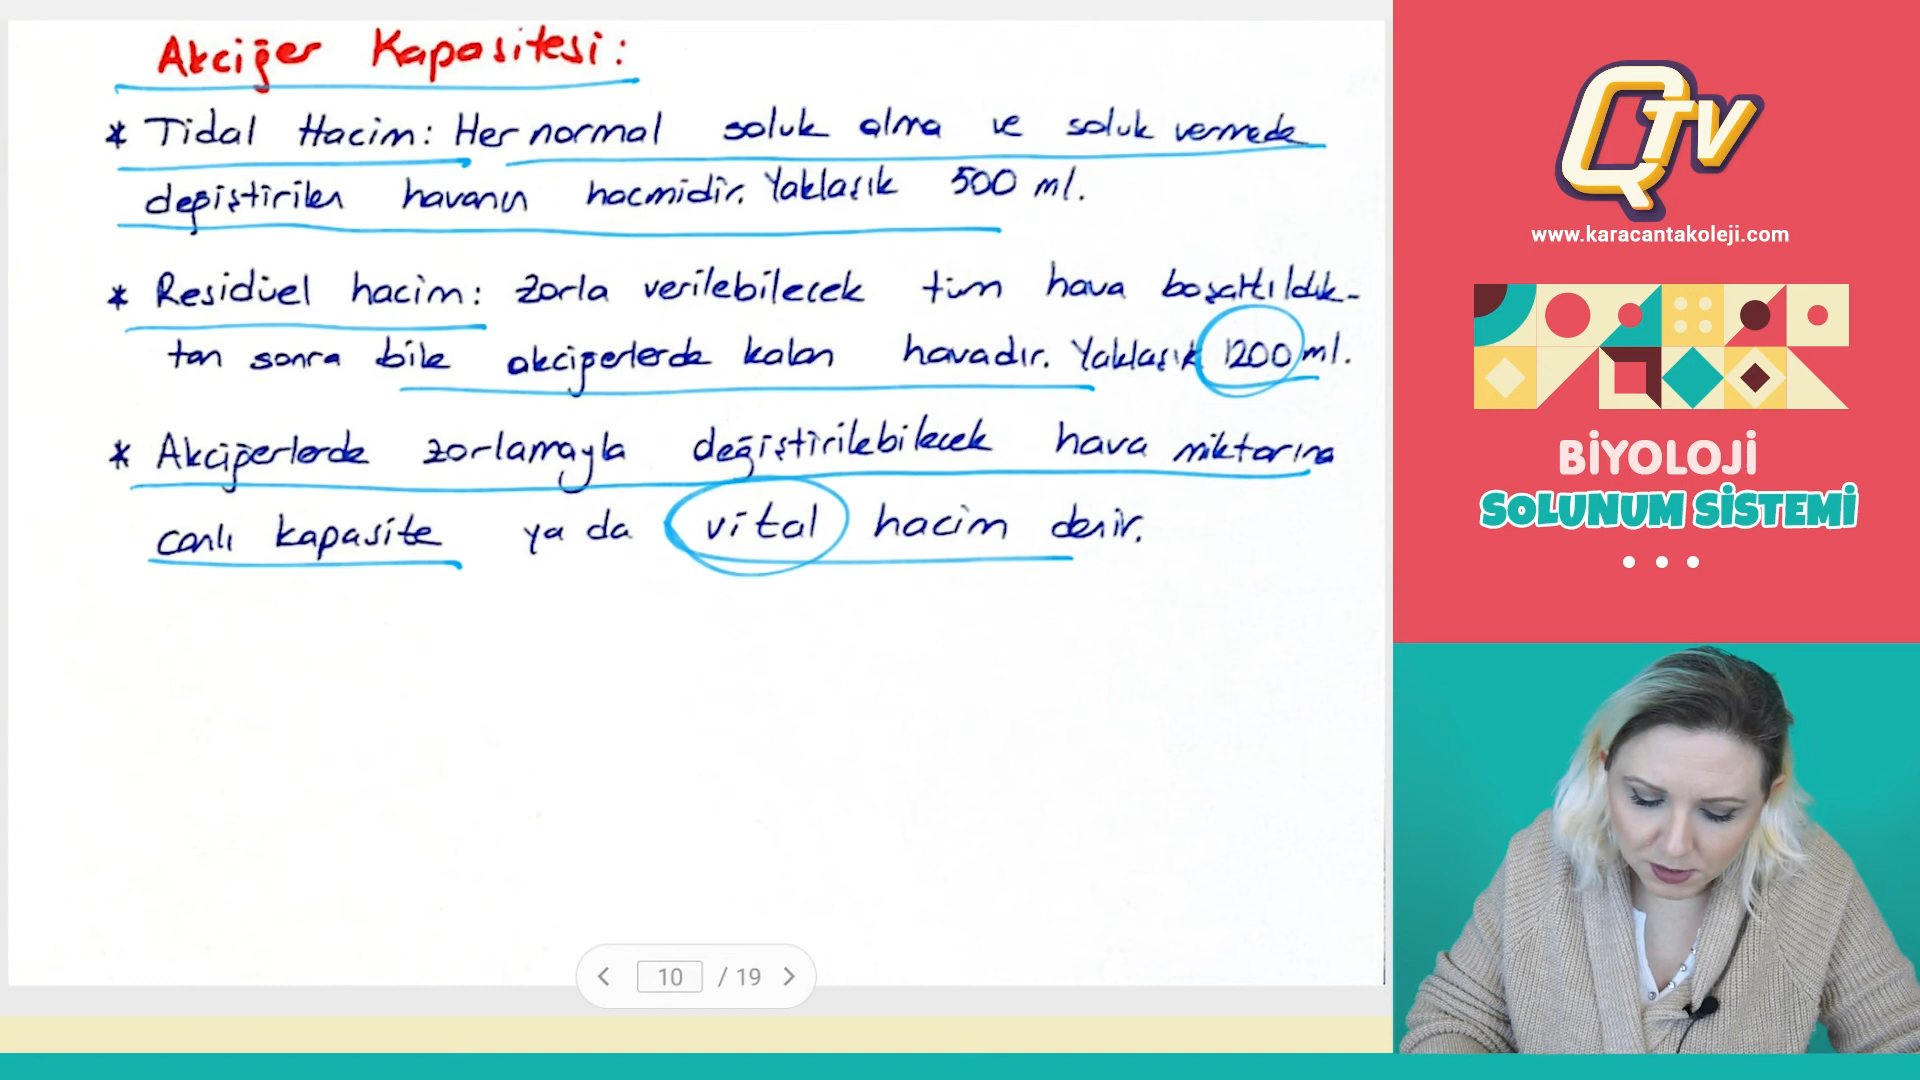 Akciğer Kapasitesi:
* Tidal Hacim: Her normal soluk alma ve soluk vermede
değiştirilen havanın hacmidir. Yaklaşık 500 ml.
* Residüel hacim: zorla verilebilecek tüm hava boşaltıldık-
tan sonra bile akciğerlerde kalan havadır. Yaklaşık 1200 ml.
* Akciğerlerde zorlamayla değiştirilebilecek hava miktarına
canlı kapasite ya da vital hacim denir.
10 / 19
QTV
www.karacantakoleji.com
BİYOLOJİ
SOLUNUM SİSTEMİ